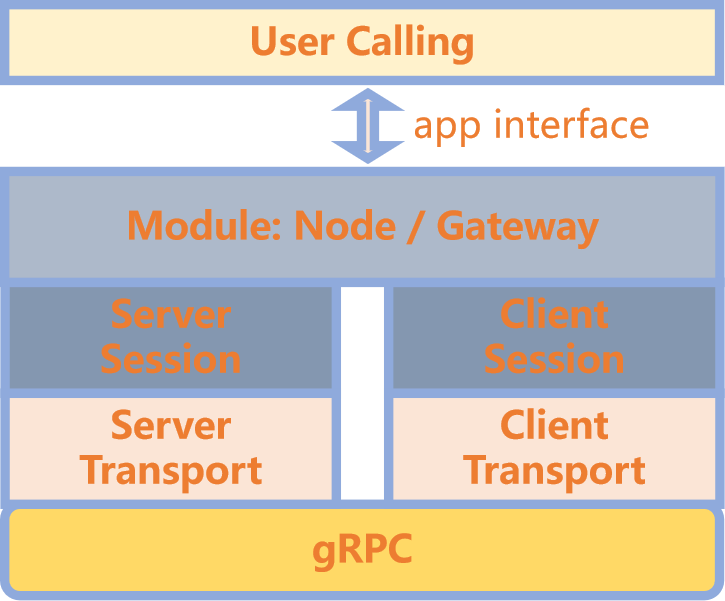 User Calling
app interface
Module: Node / Gateway
Server
Session
Client
Session
Server
Transport
Client
Transport
gRPC